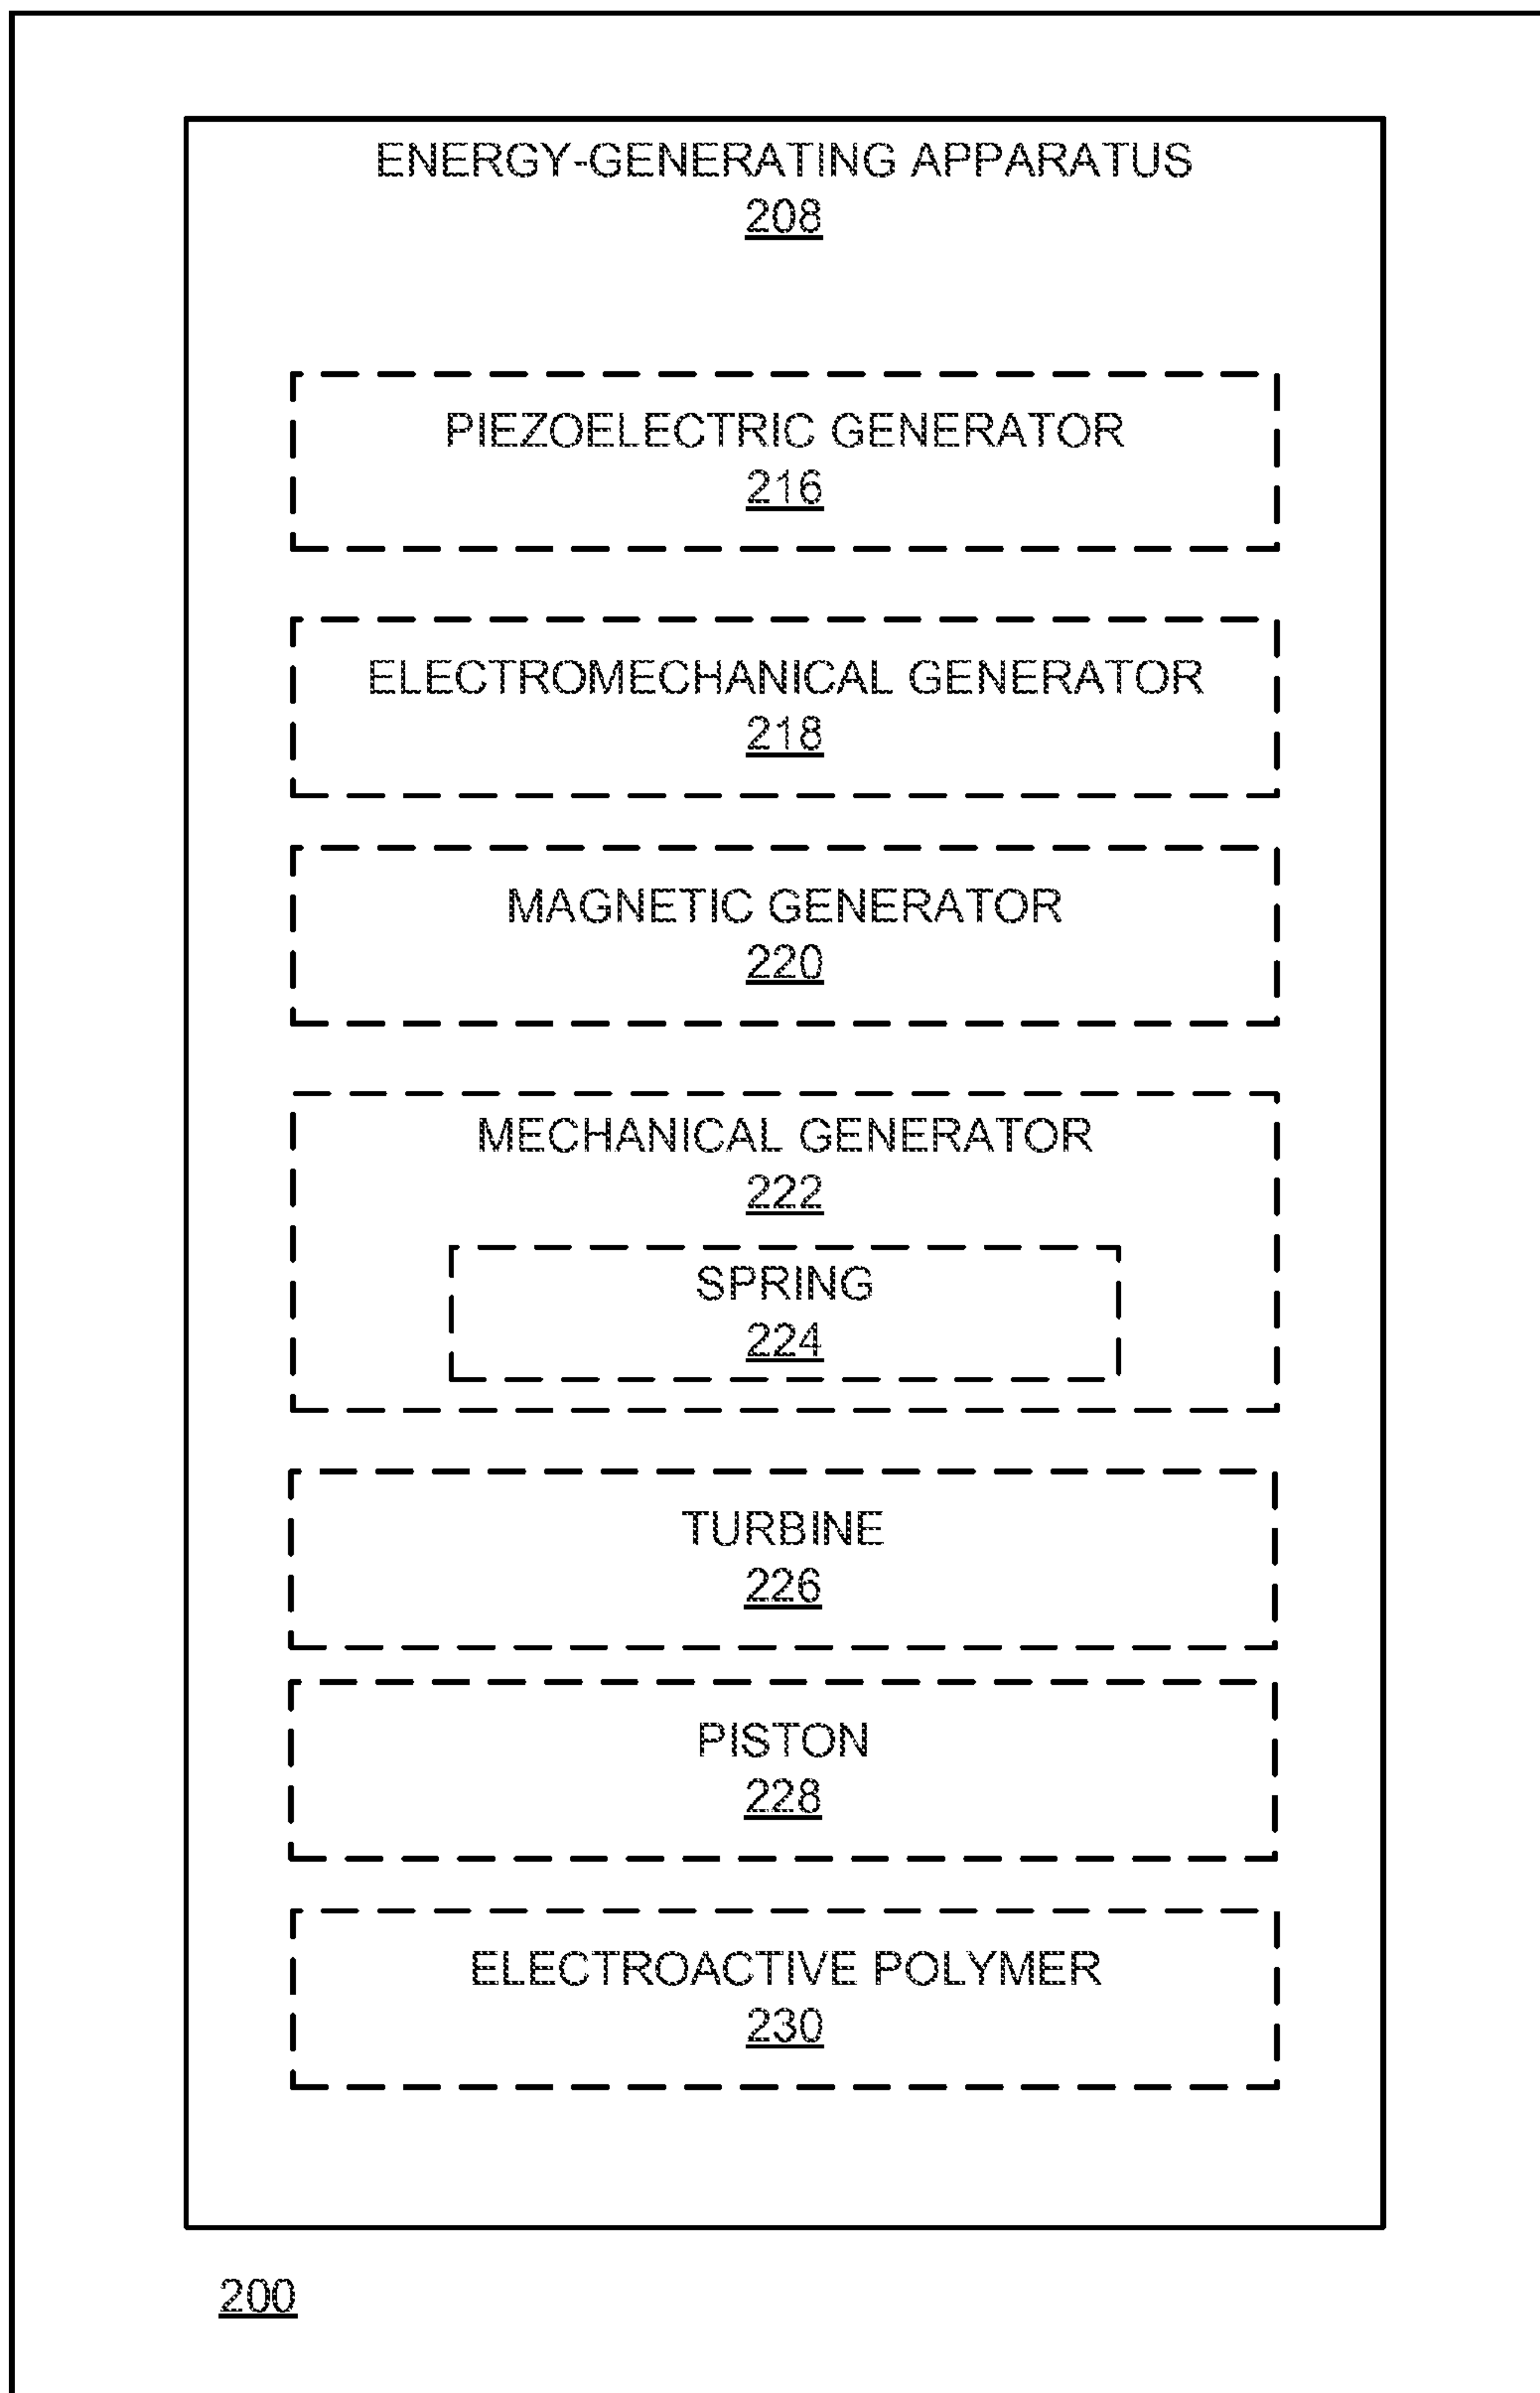 ENERGY-GENERATING APPARATUS
208
PIEZOELECTRIC GENERATOR
216
ELECTROMECHANICAL GENERATOR
218
MAGNETIC GENERATOR
220
MECHANICAL GENERATOR
222
SPRING
224
TURBINE
226
PISTON
228
ELECTROACTIVE POLYMER
230
200